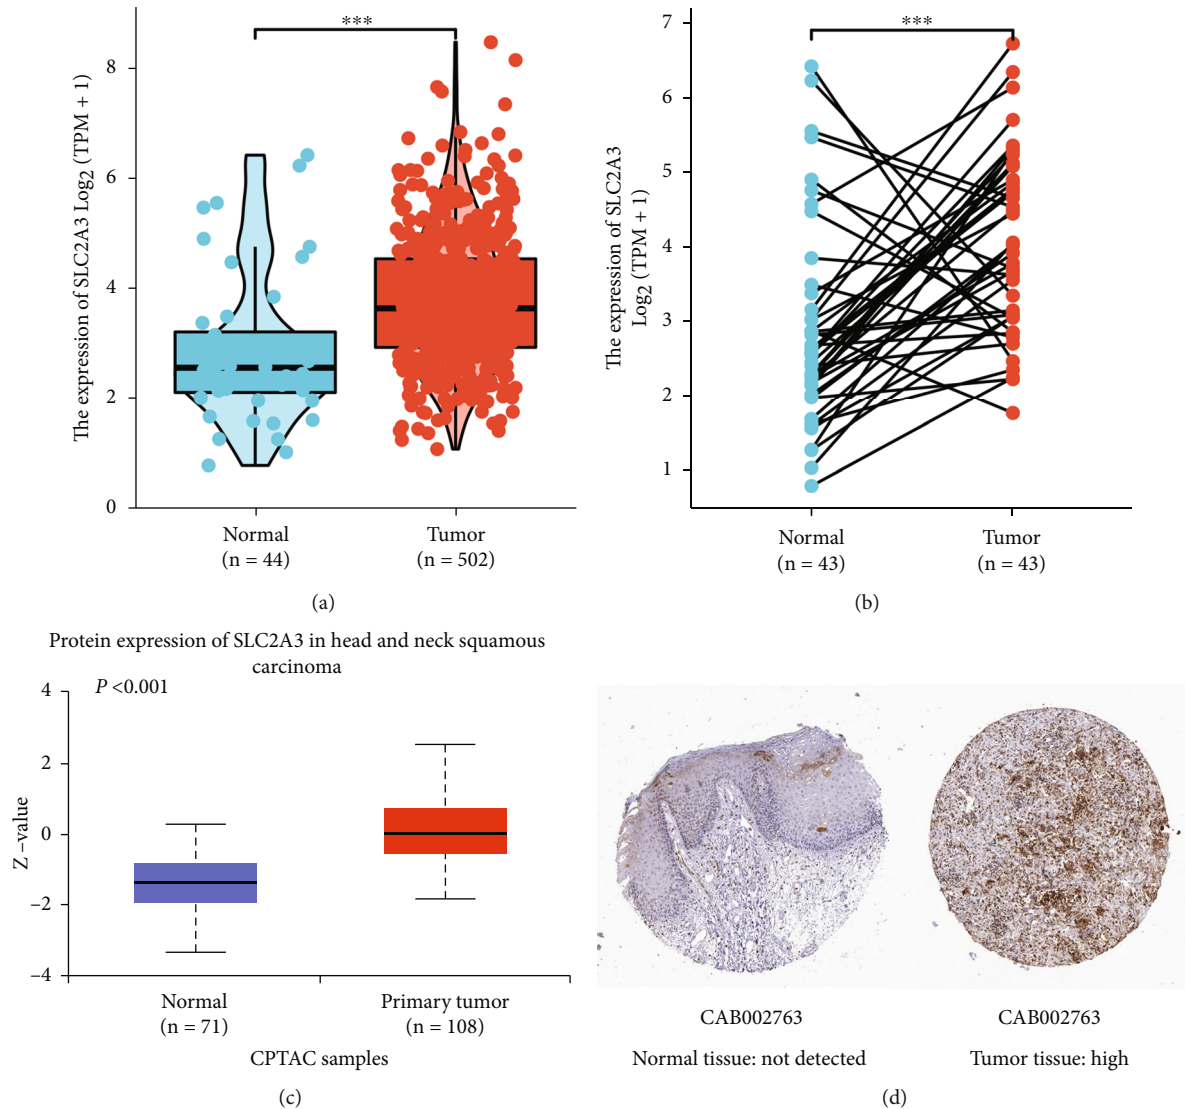 The expression of SLC2A3 Log2 (TPM + 1)
8
6
4
2
0
***
Normal
(n = 44)
Tumor
(n = 502)
(a)
The expression of SLC2A3
Log2 (TPM + 1)
7
6
5
4
3
2
1
***
Normal
(n = 43)
Tumor
(n = 43)
(b)
Protein expression of SLC2A3 in head and neck squamous
carcinoma
P <0.001
Z –value
4
2
0
–2
–4
Normal
(n = 71)
Primary tumor
(n = 108)
CPTAC samples
(c)
CAB002763
Normal tissue: not detected
CAB002763
Tumor tissue: high
(d)